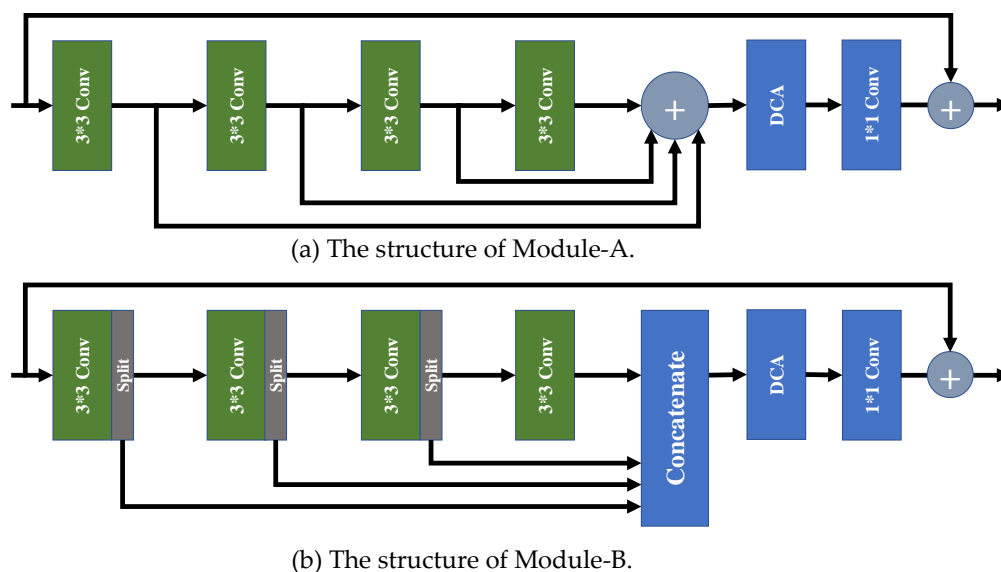 3*3 Conv
3*3 Conv
3*3 Conv
3*3 Conv
+
DCA
1*1 Conv
+
(a) The structure of Module-A.
3*3 Conv
Split
3*3 Conv
Split
3*3 Conv
Split
3*3 Conv
Concatenate
DCA
1*1 Conv
+
(b) The structure of Module-B.